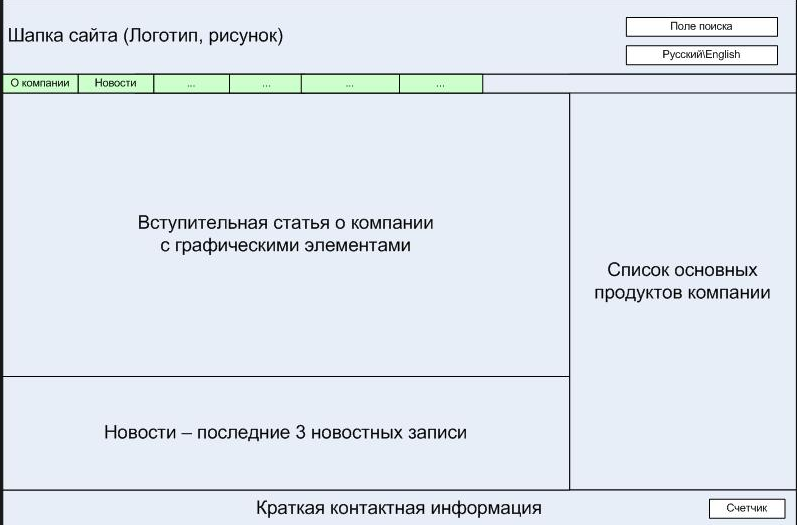 Шапка сайта (Логотип, рисунок)
Поле поиска
Русский\English
О компании
Новости
...
...
...
...
Вступительная статья о компании
с графическими элементами
Список основных
продуктов компании
Новости – последние 3 новостных записи
Краткая контактная информация
Счетчик